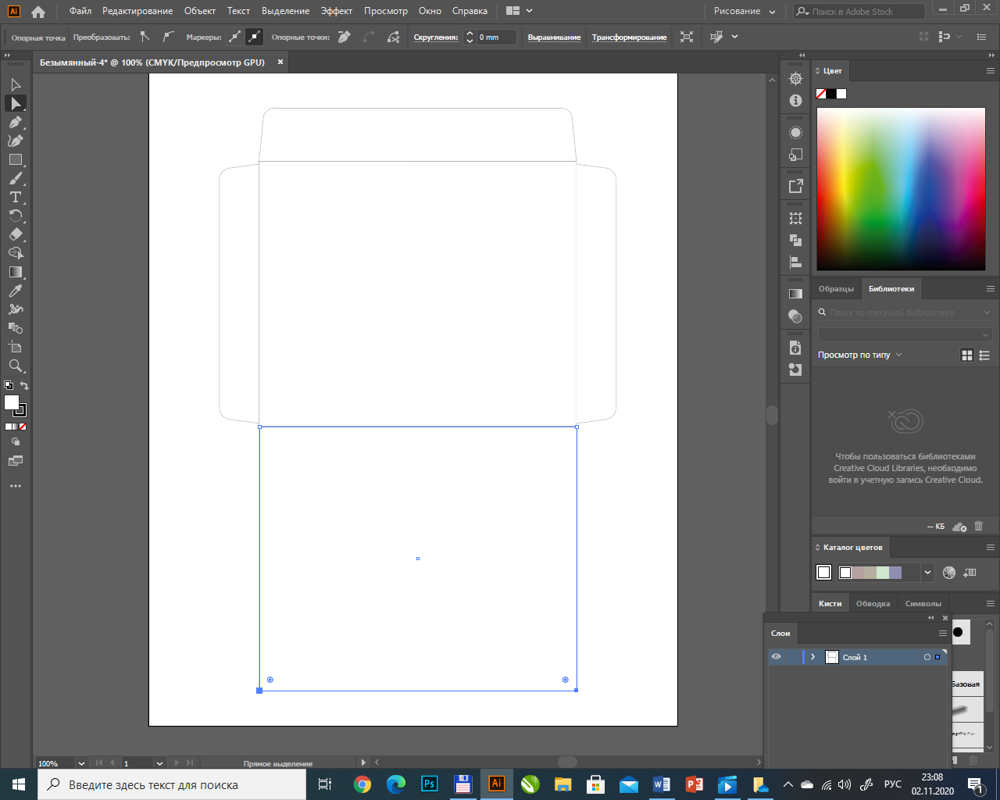 Ai Файл Редактирование Объект Текст Выделение Эффект Просмотр Окно Справка Рисование Поиск в Adobe Stock
Опорная точка Преобразовать: Маркеры: Опорные точки: Скругления: 0 mm Выравнивание Трансформирование
Безымянный-4* @ 100% (CMYK/Предпросмотр GPU)
Цвет
Образцы Библиотеки
Поиск по текущей библиотеке
Просмотр по типу
Чтобы пользоваться библиотеками
Creative Cloud Libraries, необходимо
войти в учетную запись Creative Cloud.
-- КБ
Каталог цветов
Кисти Обводка Символы
Слои
Слой 1
Базовая
100% 1 Прямое выделение
Введите здесь текст для поиска
Ps
Ai
РУС
23:08
02.11.2020
1